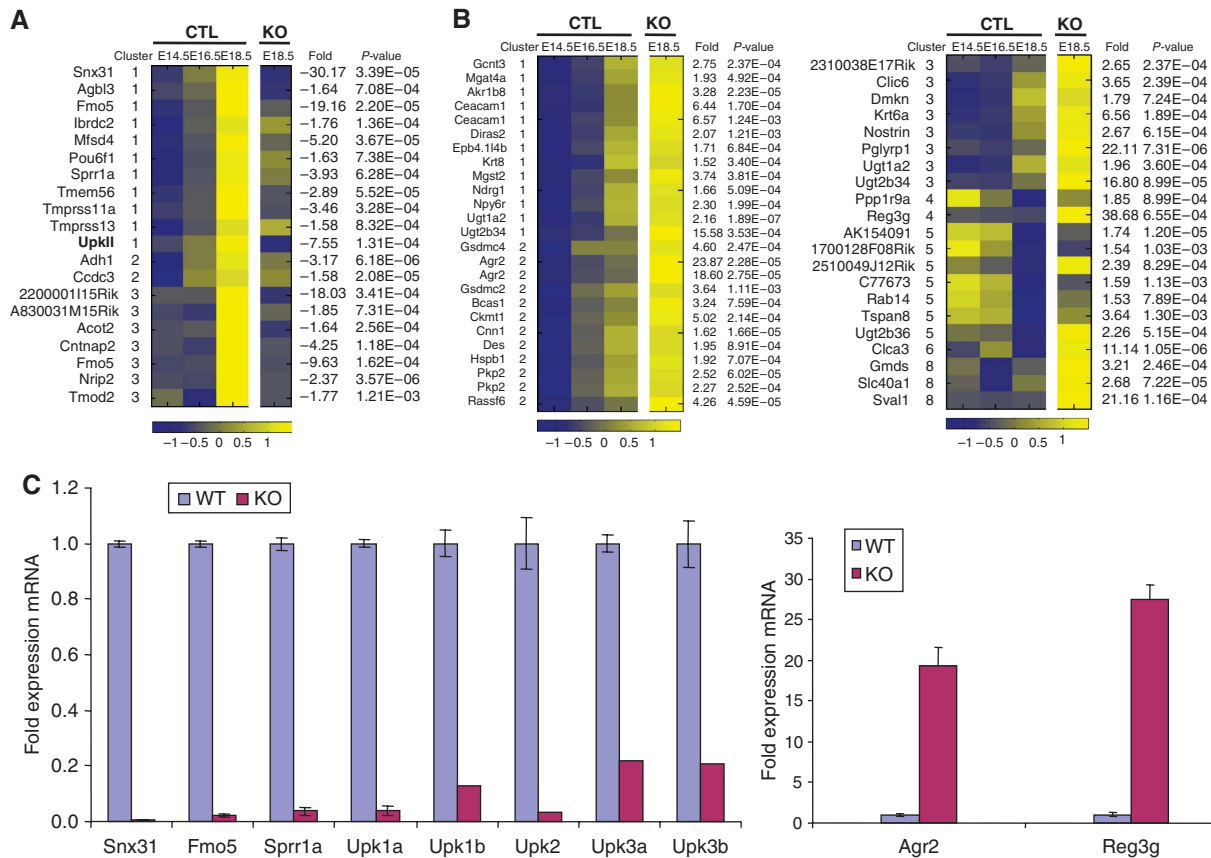 A
CTL KO
Cluster E14.5 E16.5 E18.5 E18.5 Fold P-value
Snx31 1 −30.17 3.39E−05
Agbl3 1 −1.64 7.08E−04
Fmo5 1 −19.16 2.20E−05
Ibrdc2 1 −1.76 1.36E−04
Mfsd4 1 −5.20 3.67E−05
Pou6f1 1 −1.63 7.38E−04
Sprr1a 1 −3.93 6.28E−04
Tmem56 1 −2.89 5.52E−05
Tmprss11a 1 −3.46 3.28E−04
Tmprss13 1 −1.58 8.32E−04
UpkII 1 −7.55 1.31E−04
Adh1 2 −3.17 6.18E−06
Ccdc3 2 −1.58 2.08E−05
2200001I15Rik 3 −18.03 3.41E−04
A830031M15Rik 3 −1.85 7.31E−04
Acot2 3 −1.64 2.56E−04
Cntnap2 3 −4.25 1.18E−04
Fmo5 3 −9.63 1.62E−04
Nrip2 3 −2.37 3.57E−06
Tmod2 3 −1.77 1.21E−03
−1 −0.5 0 0.5 1
B
CTL KO
Cluster E14.5 E16.5 E18.5 E18.5 Fold P-value
Gcnt3 1 2.75 2.37E−04
Mgat4a 1 1.93 4.92E−04
Akr1b8 1 3.28 2.23E−05
Ceacam1 1 6.44 1.70E−04
Ceacam1 1 6.57 1.24E−03
Diras2 1 2.07 1.21E−03
Epb4.1l4b 1 1.71 6.84E−04
Krt8 1 1.52 3.40E−04
Mgst2 1 3.74 3.81E−04
Ndrg1 1 1.66 5.09E−04
Npy6r 1 2.30 1.99E−04
Ugt1a2 1 2.16 1.89E−07
Ugt2b34 1 15.58 3.53E−04
Gsdmc4 2 4.60 2.47E−04
Agr2 2 23.87 2.28E−05
Agr2 2 18.60 2.75E−05
Gsdmc2 2 3.64 1.11E−03
Bcas1 2 3.24 7.59E−04
Ckmt1 2 5.02 2.14E−04
Cnn1 2 1.62 1.66E−05
Des 2 1.95 8.91E−04
Hspb1 2 1.92 7.07E−04
Pkp2 2 2.52 6.02E−05
Pkp2 2 2.27 2.52E−04
Rassf6 2 4.26 4.59E−05
−1 −0.5 0 0.5 1
CTL KO
Cluster E14.5 E16.5 E18.5 E18.5 Fold P-value
2310038E17Rik 3 2.65 2.37E−04
Clic6 3 3.65 2.39E−04
Dmkn 3 1.79 7.24E−04
Krt6a 3 6.56 1.89E−04
Nostrin 3 2.67 6.15E−04
Pglyrp1 3 22.11 7.31E−06
Ugt1a2 3 1.96 3.60E−04
Ugt2b34 3 16.80 8.99E−05
Ppp1r9a 4 1.85 8.99E−04
Reg3g 4 38.68 6.55E−04
AK154091 5 1.74 1.20E−05
1700128F08Rik 5 1.54 1.03E−03
2510049J12Rik 5 2.39 8.29E−04
C77673 5 1.59 1.13E−03
Rab14 5 1.53 7.89E−04
Tspan8 5 3.64 1.30E−03
Ugt2b36 5 2.26 5.15E−04
Clca3 6 11.14 1.05E−06
Gmds 8 3.21 2.46E−04
Slc40a1 8 2.68 7.22E−05
Sval1 8 21.16 1.16E−04
−1 −0.5 0 0.5 1
C
WT KO
Fold expression mRNA
1.2
1.0
0.8
0.6
0.4
0.2
0.0
Snx31 Fmo5 Sprr1a Upk1a Upk1b Upk2 Upk3a Upk3b
WT
KO
Fold expression mRNA
35
30
25
20
15
10
5
0
Agr2 Reg3g